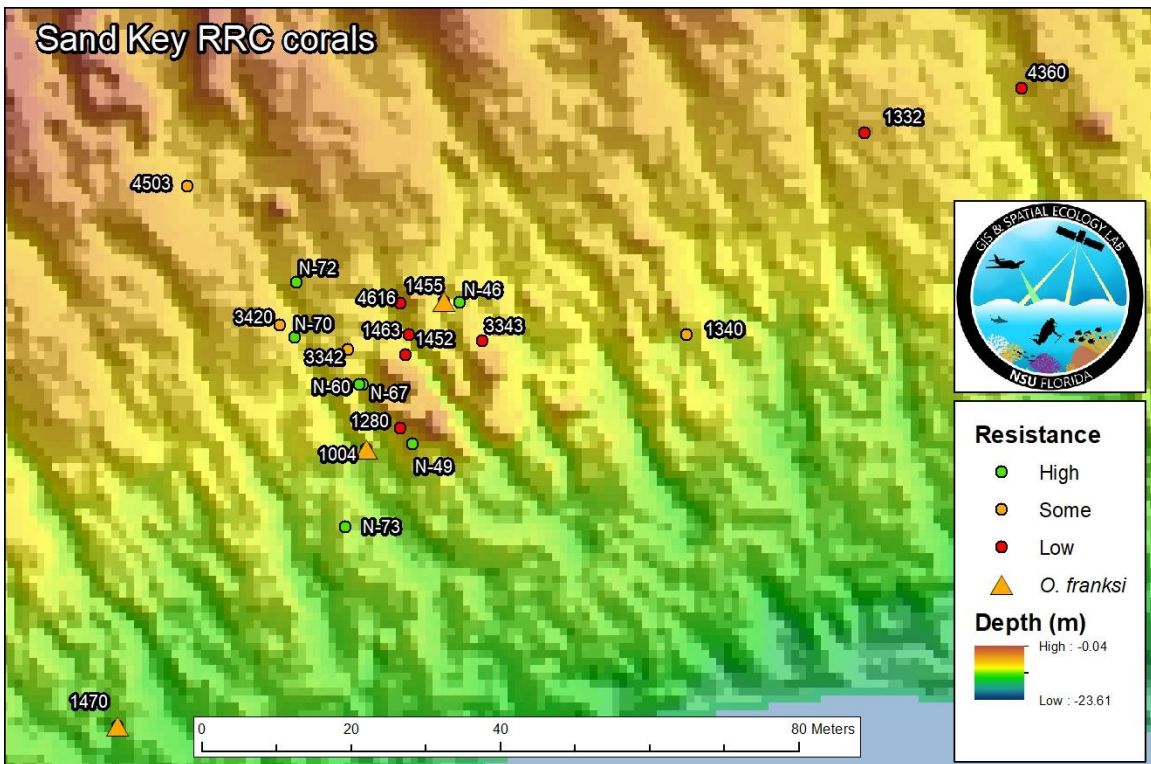 Sand Key RRC corals
4360
1332
4503
N-72
1455
N-46
4616
3420
N-70
1463
1452
3343
1340
3342
N-60
N-67
1280
1004
N-49
N-73
1470
0
20
40
80 Meters
GIS & SPATIAL ECOLOGY LAB
NSU FLORIDA
Resistance
High
Some
Low
O. franksi
Depth (m)
High : -0.04
Low : -23.61